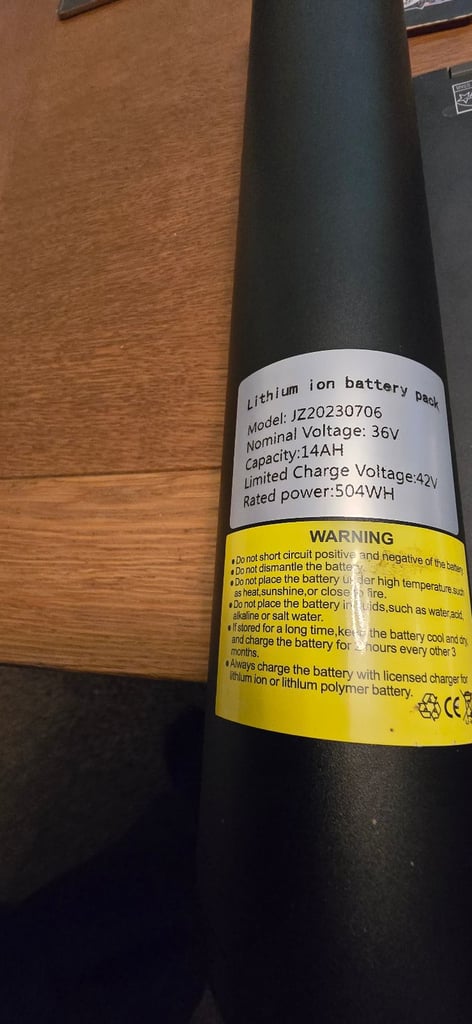 Lithium ion battery pack
Model: JZ20230706
Nominal Voltage: 36V
Capacity:14AH
Limited Charge Voltage:42V
Rated power:504WH
WARNING
•Do not short circuit positive and negative of the battery
•Do not dismantle the battery.
•Do not place the battery under high temperature,such
as heat,sunshine,or close to fire.
•Do not place the battery in liquids,such as water,acid,
alkaline or salt water.
•If stored for a long time,keep the battery cool and dry,
and charge the battery for hours every other 3
months.
•Always charge the battery with licensed charger for
lithium ion or lithlum polymer battery.
CE